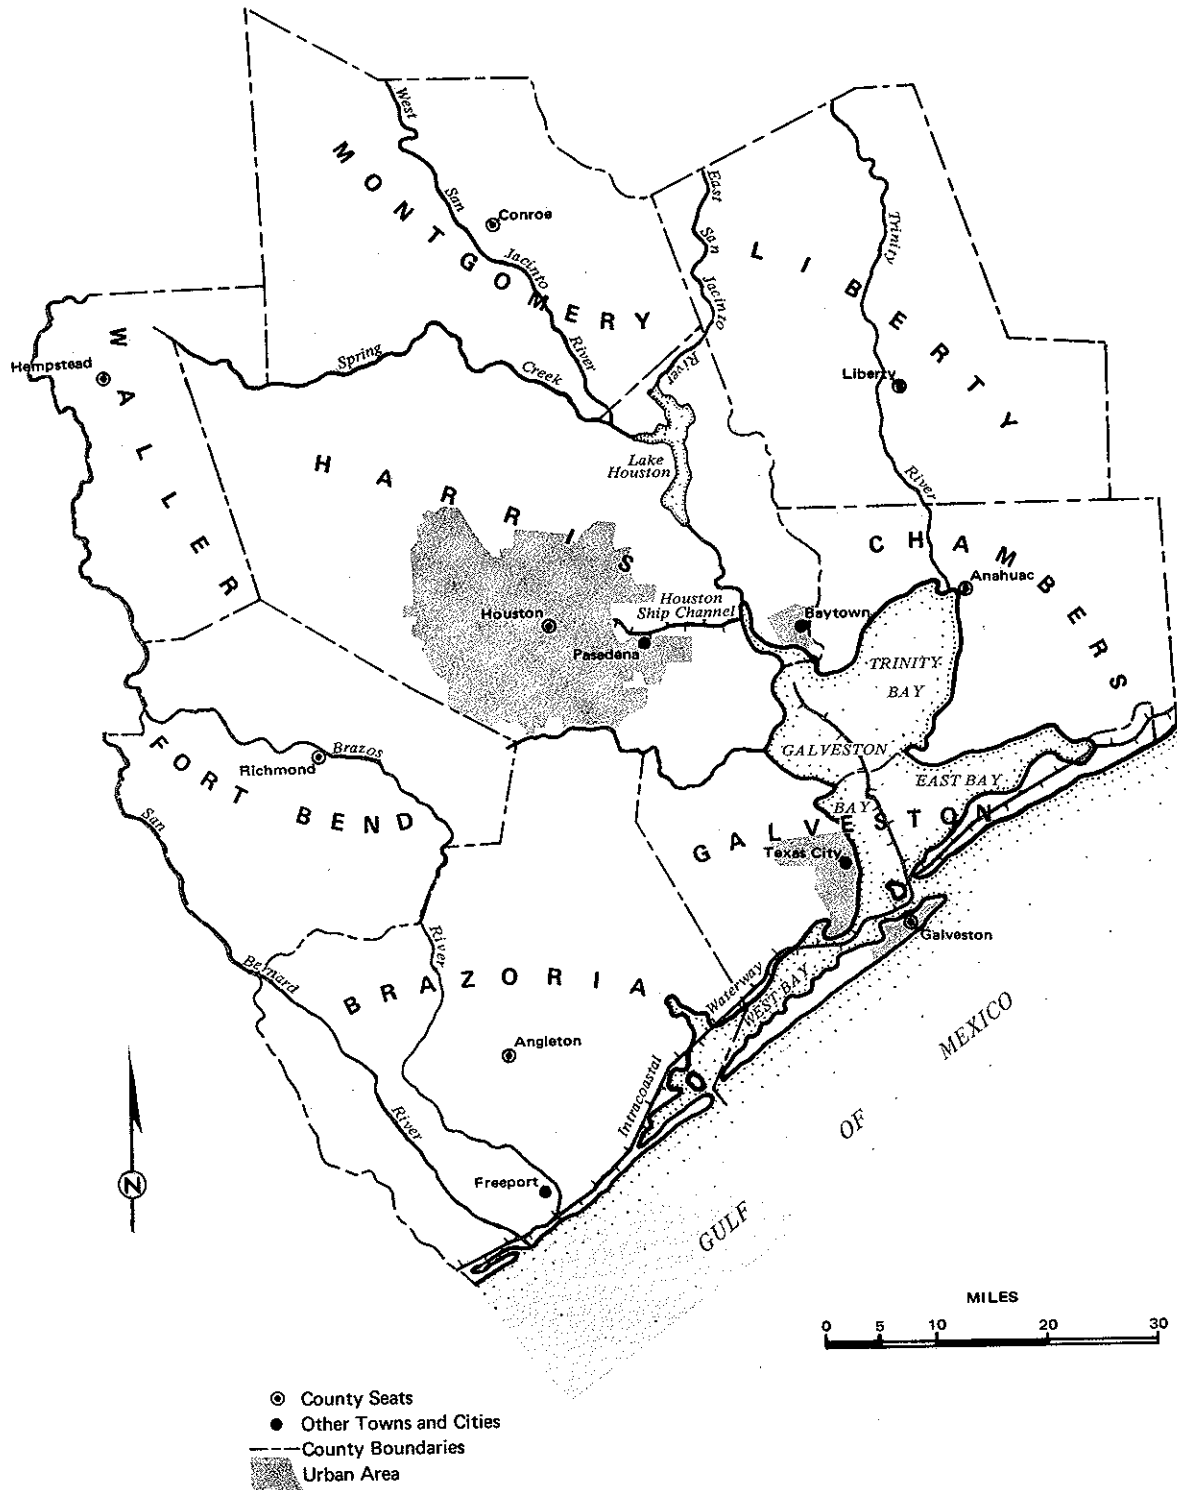 West
San
Jacinto
River
MONTGOMERY
Conroe
East
San
Jacinto
River
LIBERTY
Trinity
River
Liberty
WALLER
Hempstead
Spring
Creek
HARRIS
Lake
Houston
CHAMBERS
Anahuac
Houston
Houston
Ship Channel
Baytown
Pasadena
TRINITY
BAY
FORT BEND
Brazos
River
Richmond
GALVESTON
BAY
EAST BAY
GALVESTON
Texas City
Galveston
San
Bernard
River
BRAZORIA
Angleton
Intracoastal
Waterway
WEST BAY
Freeport
GULF
OF
MEXICO
N
MILES
0 5 10 20 30
County Seats
Other Towns and Cities
County Boundaries
Urban Area